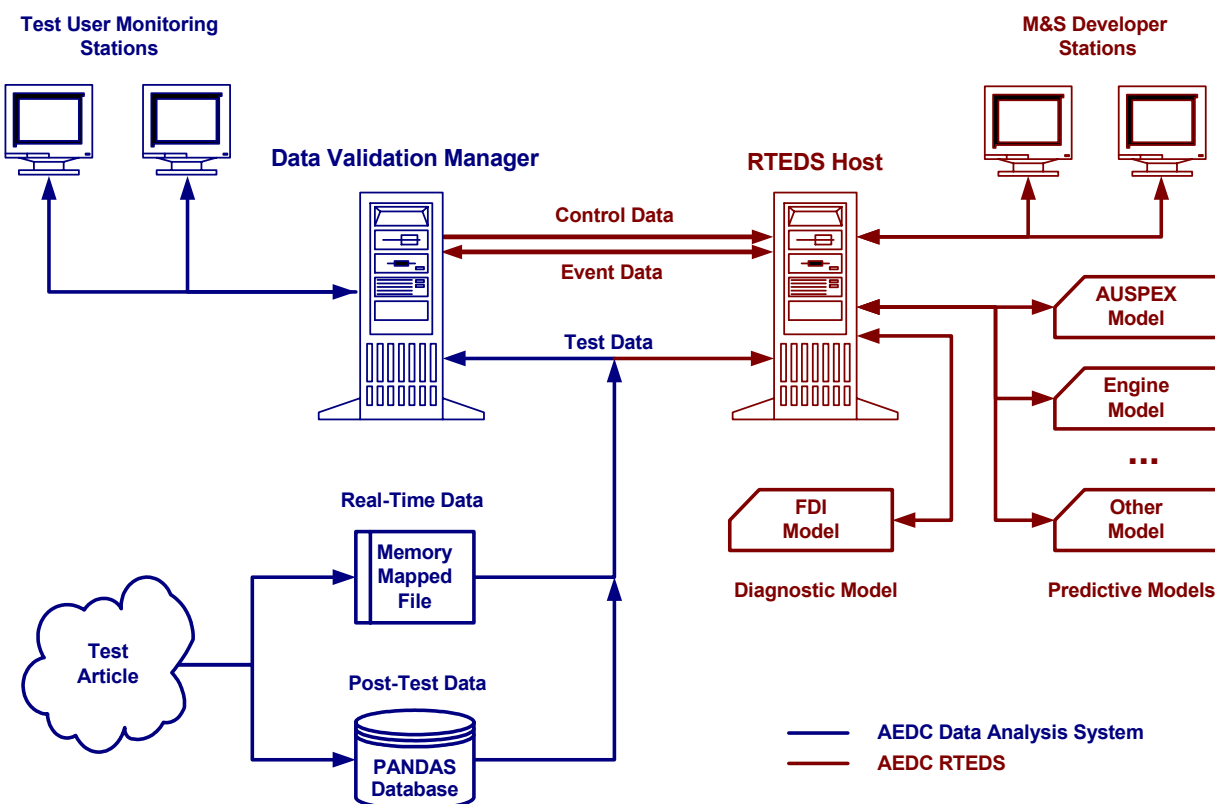 Test User Monitoring
Stations
M&S Developer
Stations
Data Validation Manager
RTEDS Host
Control Data
Event Data
Test Data
AUSPEX
Model
Engine
Model
...
Other
Model
FDI
Model
Diagnostic Model
Predictive Models
Real-Time Data
Memory
Mapped
File
Test
Article
Post-Test Data
PANDAS
Database
AEDC Data Analysis System
AEDC RTEDS